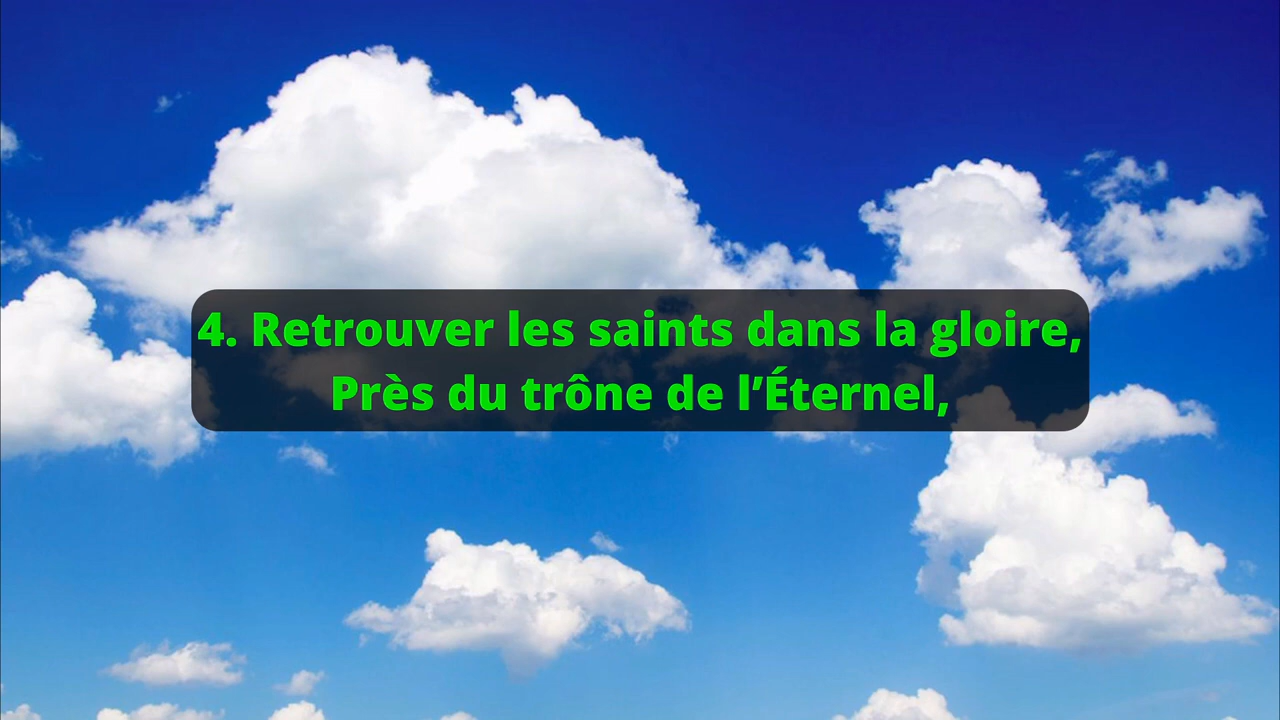 4. Retrouver les saints dans la gloire,
Près du trône de l’Éternel,